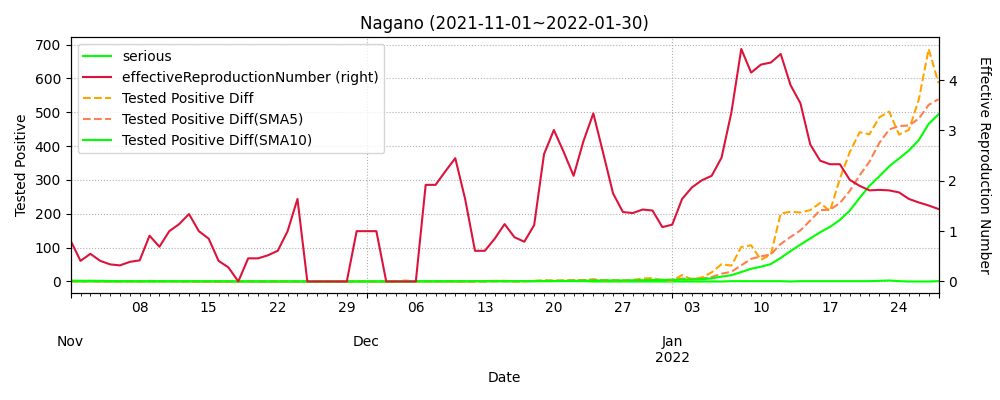 Nagano (2021-11-01~2022-01-30)
serious
effectiveReproductionNumber (right)
Tested Positive Diff
Tested Positive Diff(SMA5)
Tested Positive Diff(SMA10)
Tested Positive
700
600
500
400
300
200
100
0
Effective Reproduction Number
4
3
2
1
0
08 15 22 29 06 13 20 27 03 10 17 24
Nov Dec Jan
2022
Date